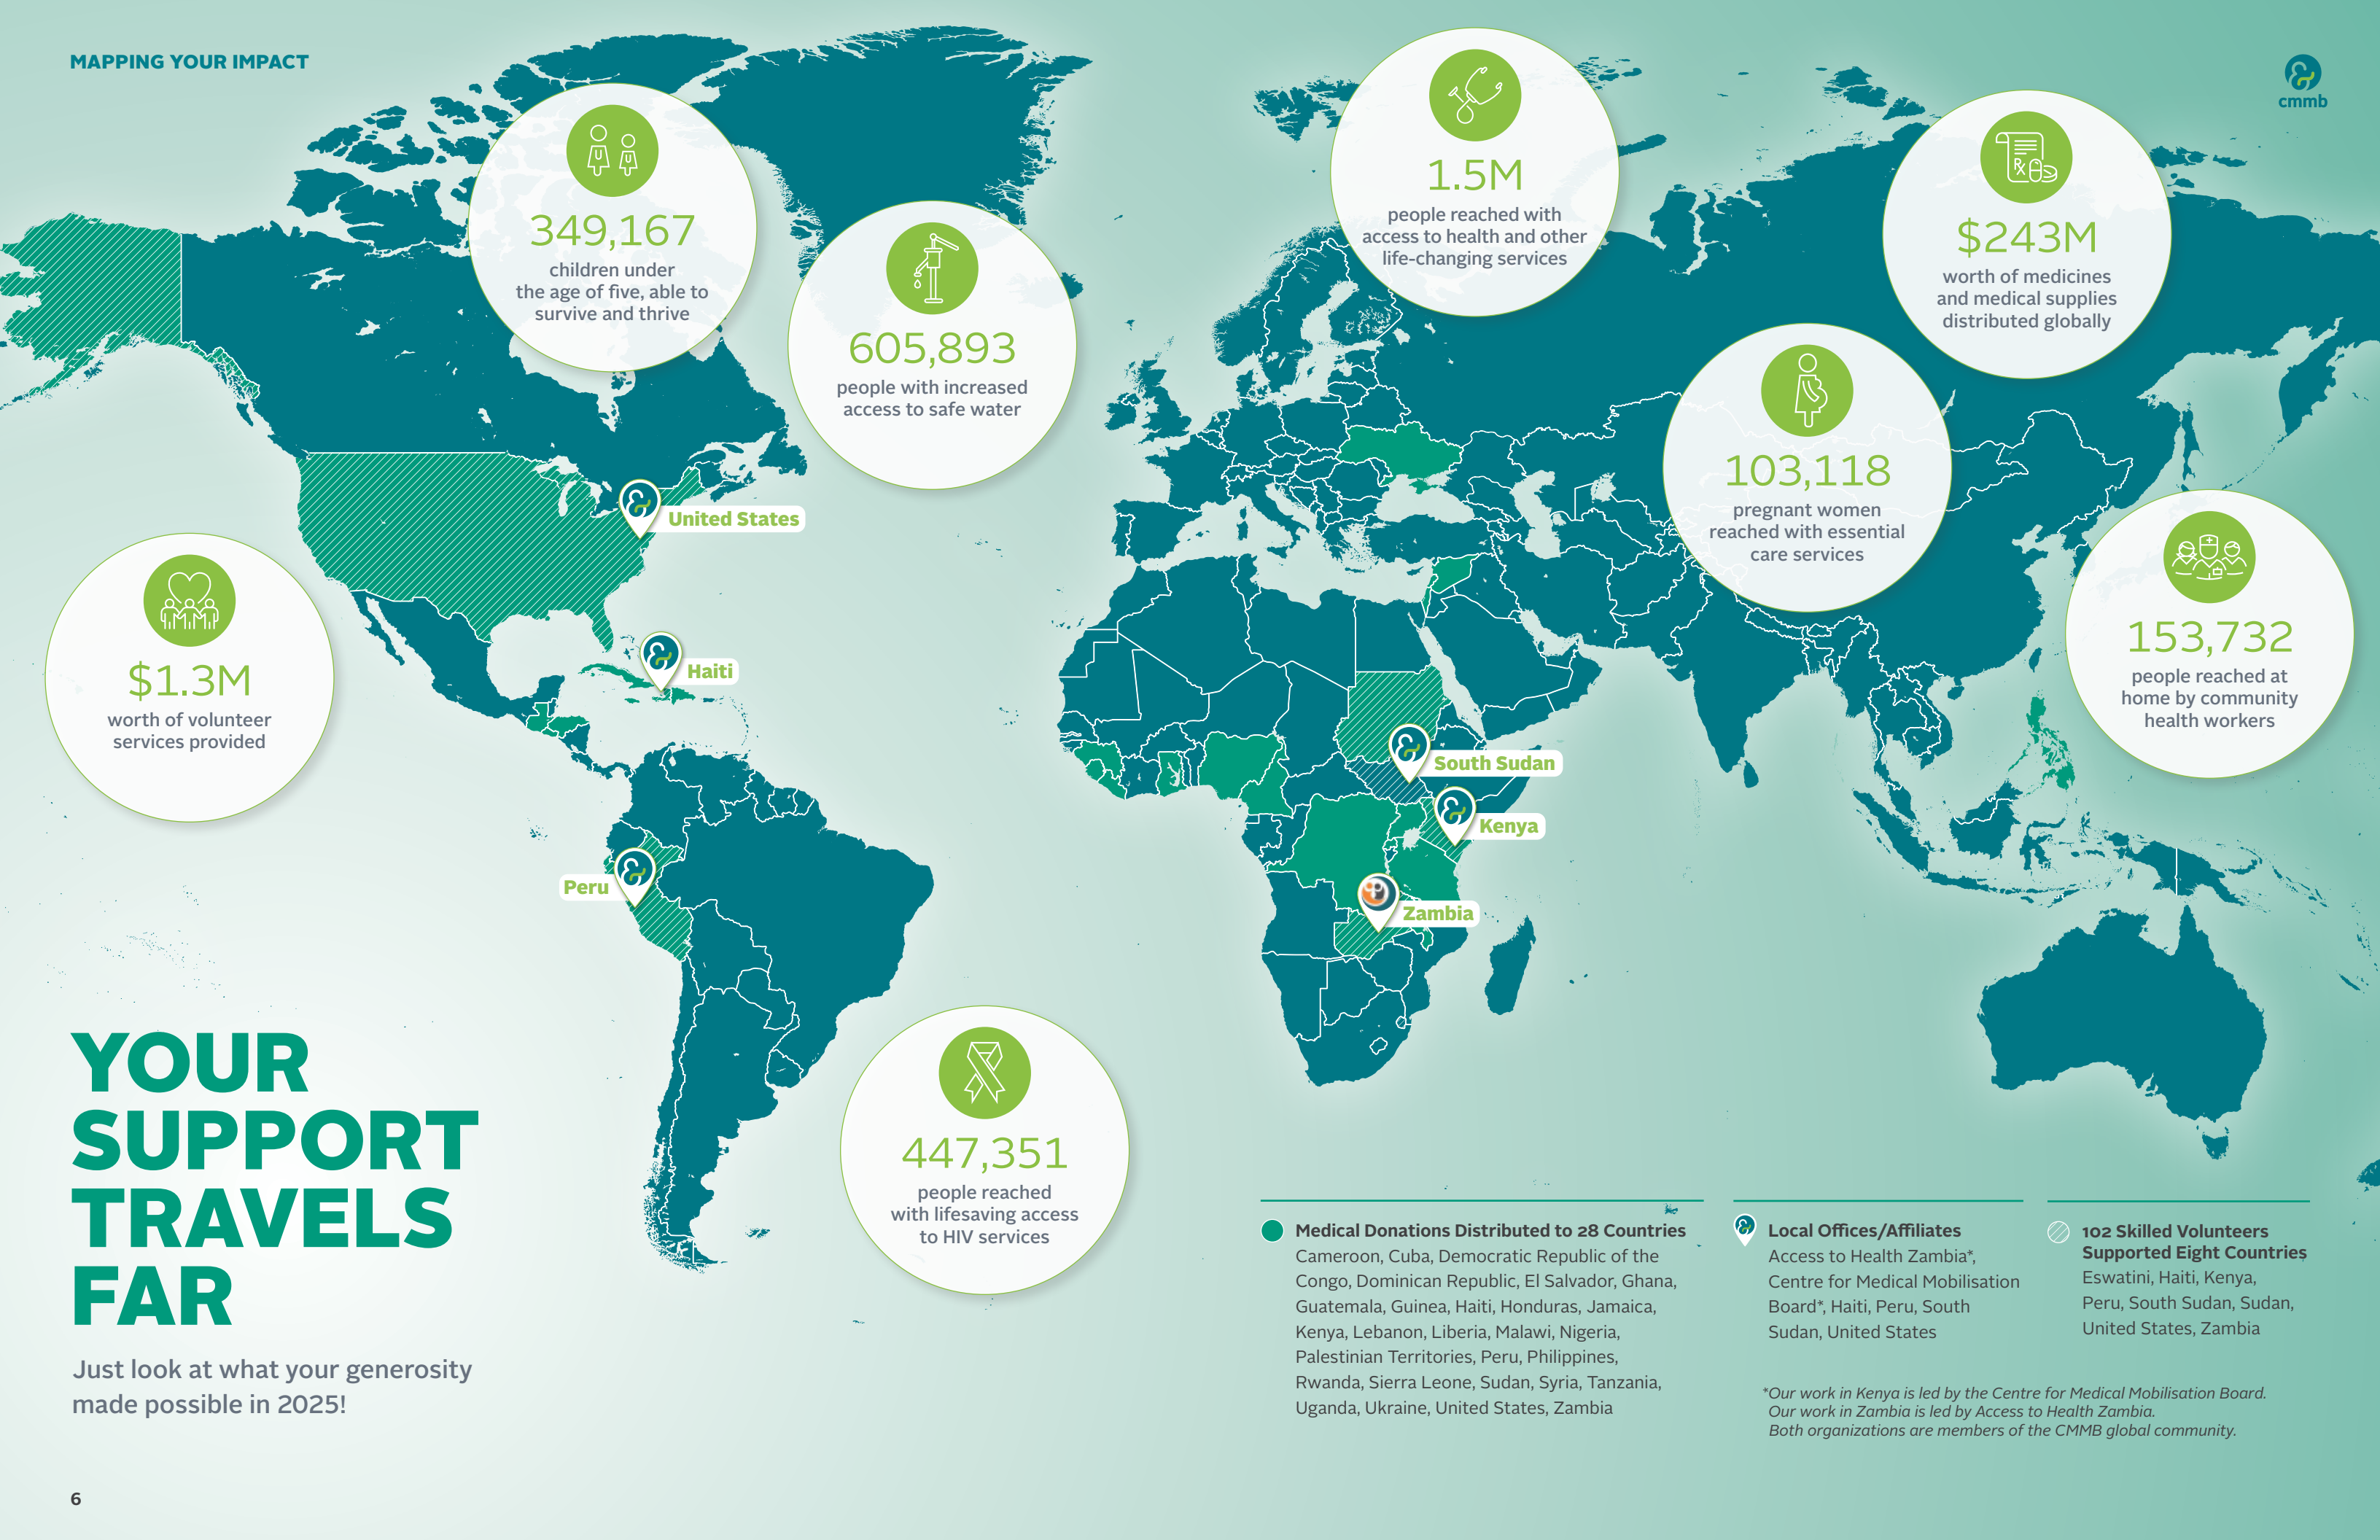 MAPPING YOUR IMPACT
cmmb
349,167
children under
the age of five, able to
survive and thrive
605,893
people with increased
access to safe water
1.5M
people reached with
access to health and other
life-changing services
$243M
worth of medicines
and medical supplies
distributed globally
103,118
pregnant women
reached with essential
care services
153,732
people reached at
home by community
health workers
$1.3M
worth of volunteer
services provided
United States
Haiti
Peru
South Sudan
Kenya
Zambia
447,351
people reached
with lifesaving access
to HIV services
YOUR
SUPPORT
TRAVELS
FAR
Just look at what your generosity
made possible in 2025!
Medical Donations Distributed to 28 Countries
Cameroon, Cuba, Democratic Republic of the
Congo, Dominican Republic, El Salvador, Ghana,
Guatemala, Guinea, Haiti, Honduras, Jamaica,
Kenya, Lebanon, Liberia, Malawi, Nigeria,
Palestinian Territories, Peru, Philippines,
Rwanda, Sierra Leone, Sudan, Syria, Tanzania,
Uganda, Ukraine, United States, Zambia
Local Offices/Affiliates
Access to Health Zambia*,
Centre for Medical Mobilisation
Board*, Haiti, Peru, South
Sudan, United States
102 Skilled Volunteers
Supported Eight Countries
Eswatini, Haiti, Kenya,
Peru, South Sudan, Sudan,
United States, Zambia
*Our work in Kenya is led by the Centre for Medical Mobilisation Board.
Our work in Zambia is led by Access to Health Zambia.
Both organizations are members of the CMMB global community.
6